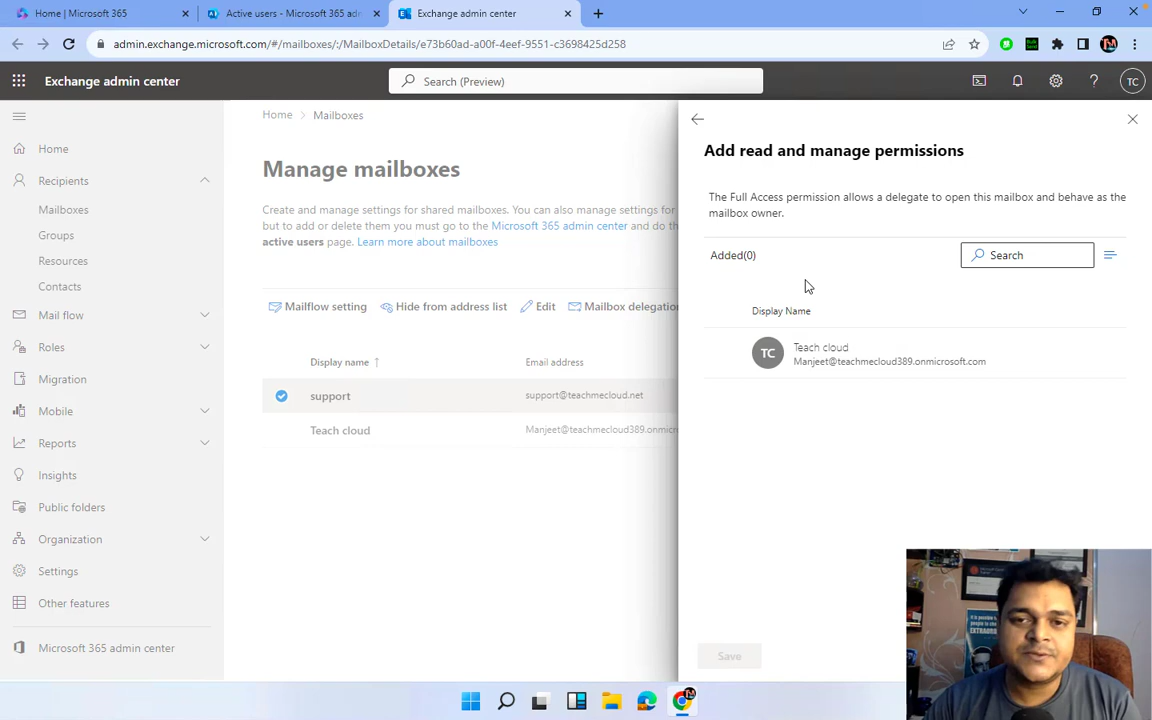 Home | Microsoft 365
Active users - Microsoft 365 adm
Exchange admin center
admin.exchange.microsoft.com/#/mailboxes/:/MailboxDetails/e73b60ad-a00f-4eef-9551-c3698425d258
Exchange admin center
Search (Preview)
TC
Home
Recipients
Mailboxes
Groups
Resources
Contacts
Mail flow
Roles
Migration
Mobile
Reports
Insights
Public folders
Organization
Settings
Other features
Microsoft 365 admin center
Home > Mailboxes
Manage mailboxes
Create and manage settings for shared mailboxes. You can also manage settings for
but to add or delete them you must go to the Microsoft 365 admin center and do th
active users page. Learn more about mailboxes
Mailflow setting Hide from address list Edit Mailbox delegation
Display name ↑ Email address
support support@teachmecloud.net
Teach cloud Manjeet@teachmecloud389.onmicros
Add read and manage permissions
The Full Access permission allows a delegate to open this mailbox and behave as the
mailbox owner.
Added(0) Search
Display Name
TC
Teach cloud
Manjeet@teachmecloud389.onmicrosoft.com
Save